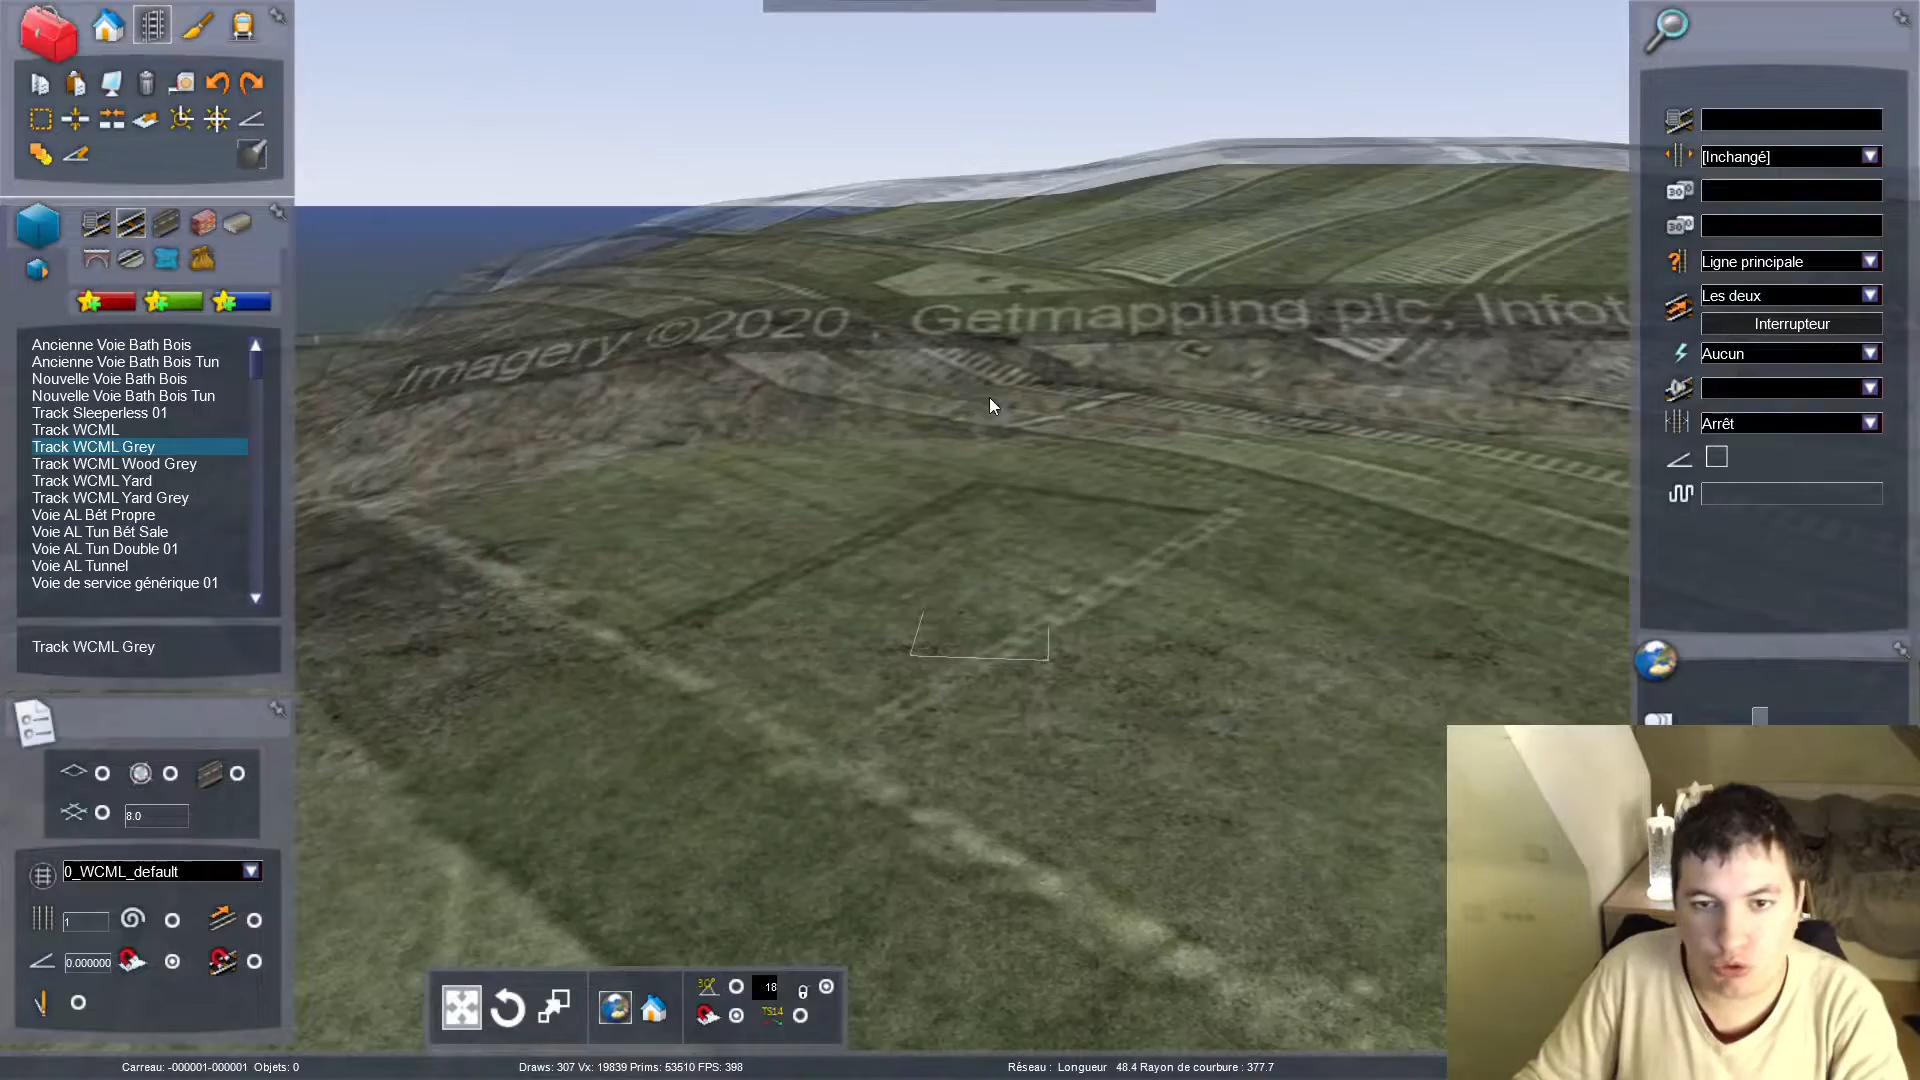 Imagery ©2020 , Getmapping plc, Infot
Ancienne Voie Bath Bois
Ancienne Voie Bath Bois Tun
Nouvelle Voie Bath Bois
Nouvelle Voie Bath Bois Tun
Track Sleeperless 01
Track WCML
Track WCML Grey
Track WCML Wood Grey
Track WCML Yard
Track WCML Yard Grey
Voie AL Bét Propre
Voie AL Tun Bét Sale
Voie AL Tun Double 01
Voie AL Tunnel
Voie de service générique 01
Track WCML Grey
8.0
0_WCML_default
1
0.000000
30°
18
TS14
[Inchangé]
30
30
Ligne principale
Les deux
Interrupteur
Aucun
Arrêt
Carreau: -000001-000001 Objets: 0
Draws: 307 Vx: 19839 Prims: 53510 FPS: 398
Réseau : Longueur 48.4 Rayon de courbure : 377.7